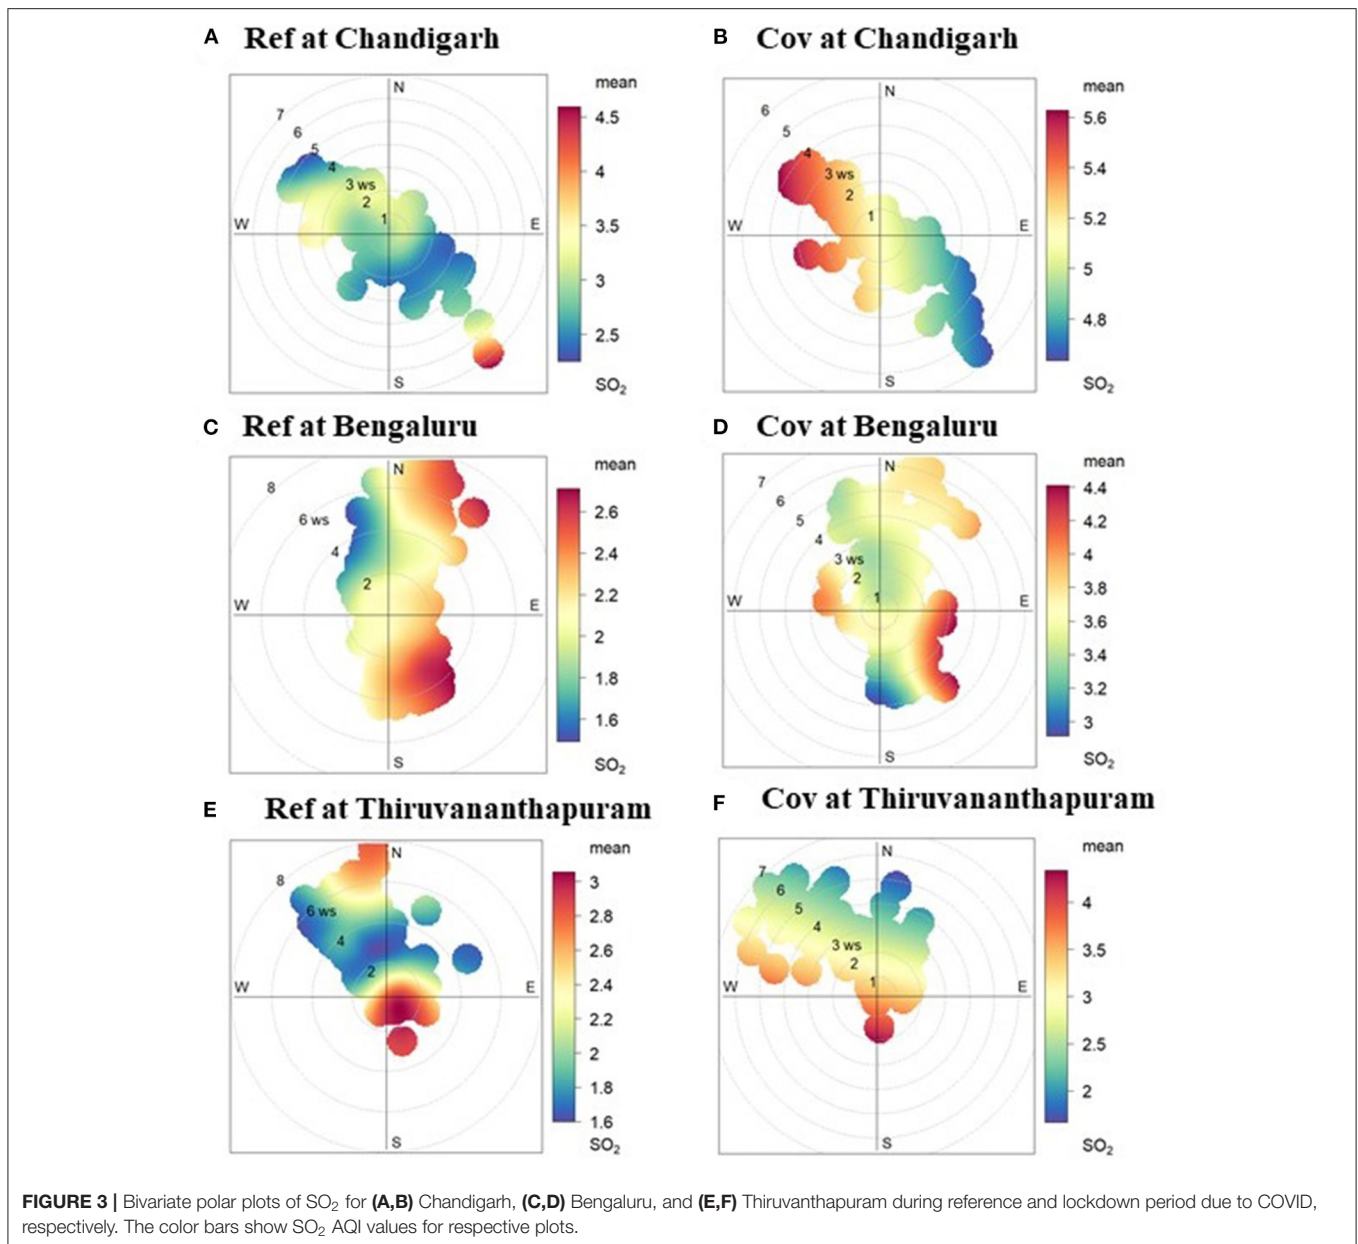 A Ref at Chandigarh
mean
N
7
6
5
4
3 ws
2
1
W
E
S
4.5
4
3.5
3
2.5
SO2
B Cov at Chandigarh
mean
N
6
5
4
3 ws
2
1
W
E
S
5.6
5.4
5.2
5
4.8
SO2
C Ref at Bengaluru
mean
N
8
6 ws
4
2
W
E
S
2.6
2.4
2.2
2
1.8
1.6
SO2
D Cov at Bengaluru
mean
N
7
6
5
4
3 ws
2
1
W
E
S
4.4
4.2
4
3.8
3.6
3.4
3.2
3
SO2
E Ref at Thiruvananthapuram
mean
N
8
6 ws
4
2
W
E
S
3
2.8
2.6
2.4
2.2
2
1.8
1.6
SO2
F Cov at Thiruvananthapuram
mean
N
7
6
5
4
3 ws
2
1
W
E
S
4
3.5
3
2.5
2
SO2
FIGURE 3 | Bivariate polar plots of SO2 for (A,B) Chandigarh, (C,D) Bengaluru, and (E,F) Thiruvanthapuram during reference and lockdown period due to COVID,
respectively. The color bars show SO2 AQI values for respective plots.